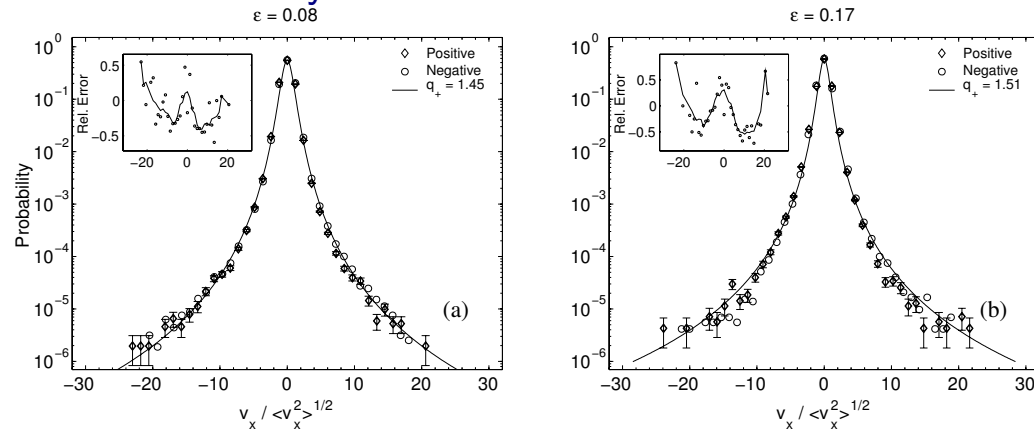 ε = 0.08
Positive
Negative
q+ = 1.45
Rel. Error
0.5
0
−0.5
−20
0
20
10^0
10^-1
10^-2
10^-3
10^-4
10^-5
10^-6
Probability
(a)
−30
−20
−10
0
10
20
30
v_x / <v_x^2>^1/2
ε = 0.17
Positive
Negative
q+ = 1.51
Rel. Error
0.5
0
−0.5
−20
0
20
10^0
10^-1
10^-2
10^-3
10^-4
10^-5
10^-6
(b)
−30
−20
−10
0
10
20
30
v_x / <v_x^2>^1/2